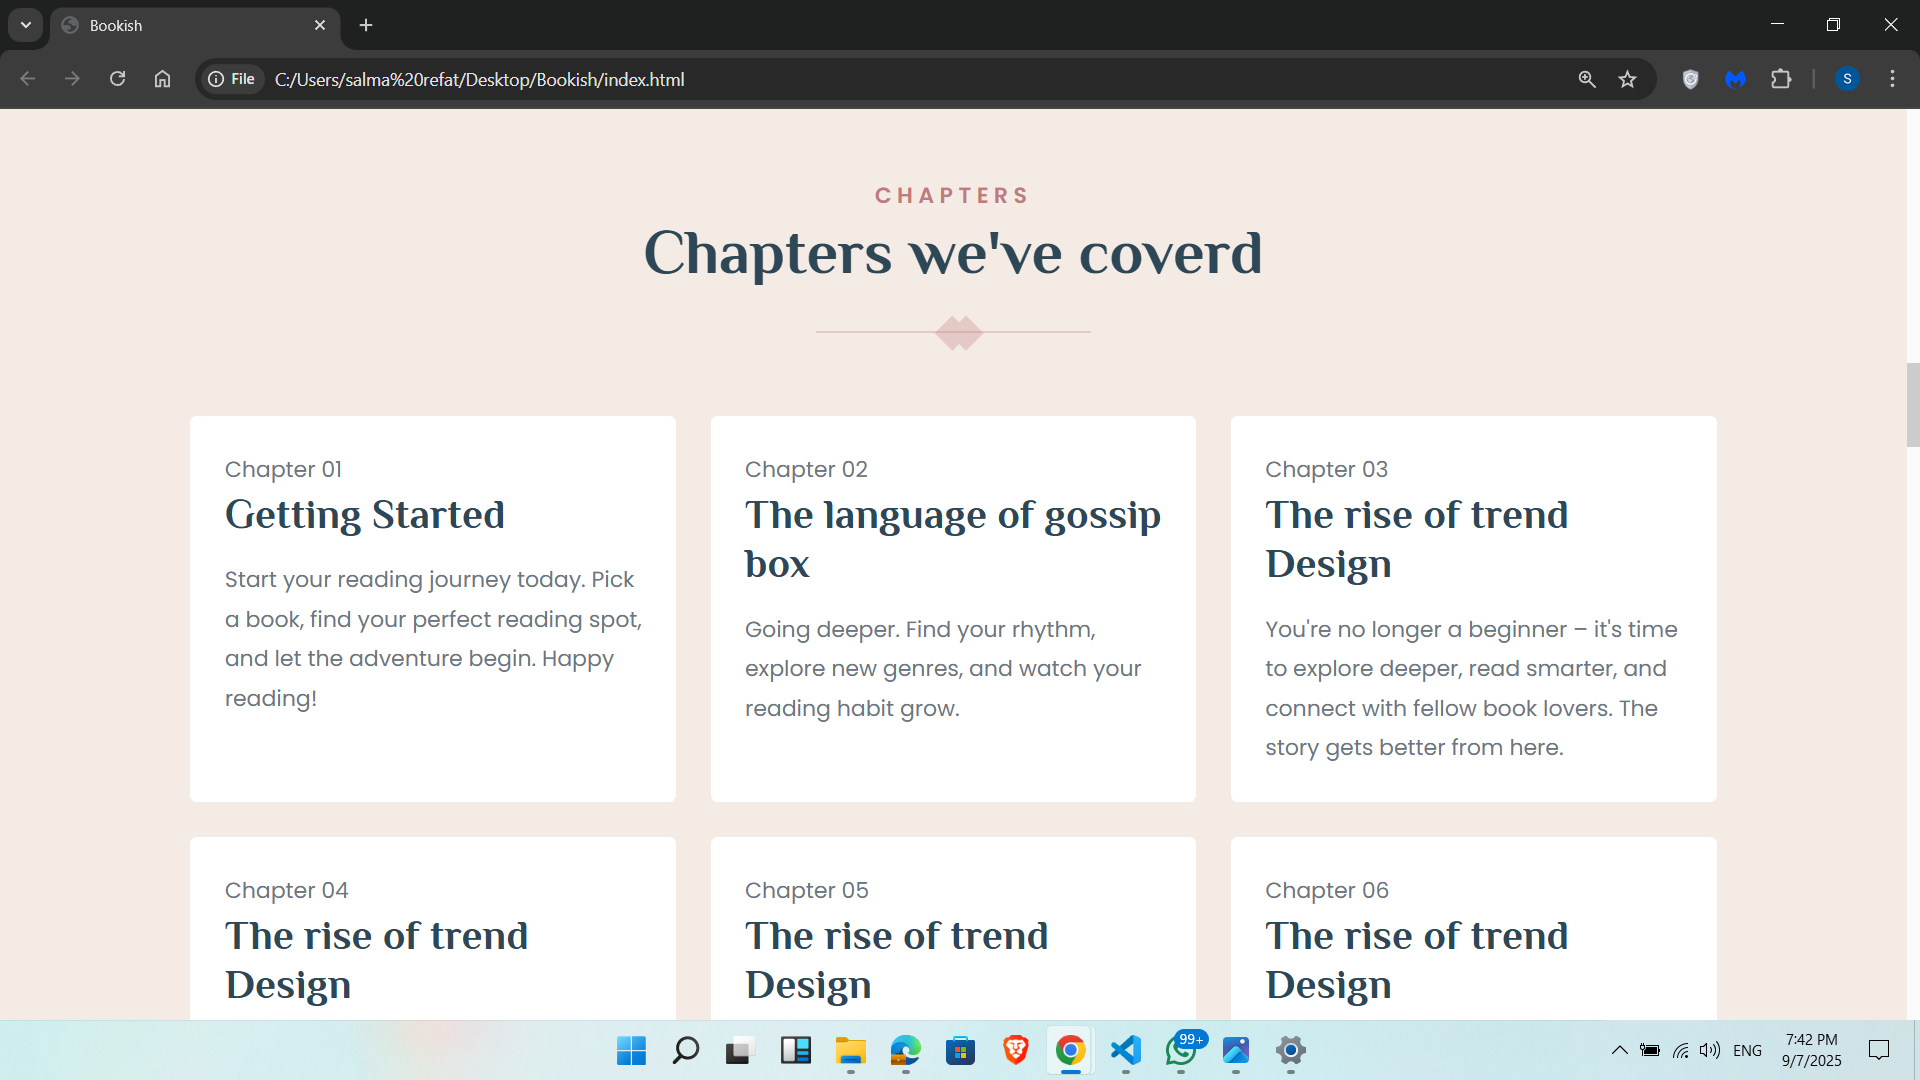 Bookish
File
C:/Users/salma%20refat/Desktop/Bookish/index.html
S
CHAPTERS
Chapters we've coverd
Chapter 01
Getting Started
Start your reading journey today. Pick
a book, find your perfect reading spot,
and let the adventure begin. Happy
reading!
Chapter 02
The language of gossip
box
Going deeper. Find your rhythm,
explore new genres, and watch your
reading habit grow.
Chapter 03
The rise of trend
Design
You're no longer a beginner – it's time
to explore deeper, read smarter, and
connect with fellow book lovers. The
story gets better from here.
Chapter 04
The rise of trend
Design
Chapter 05
The rise of trend
Design
Chapter 06
The rise of trend
Design
99+
ENG
7:42 PM
9/7/2025